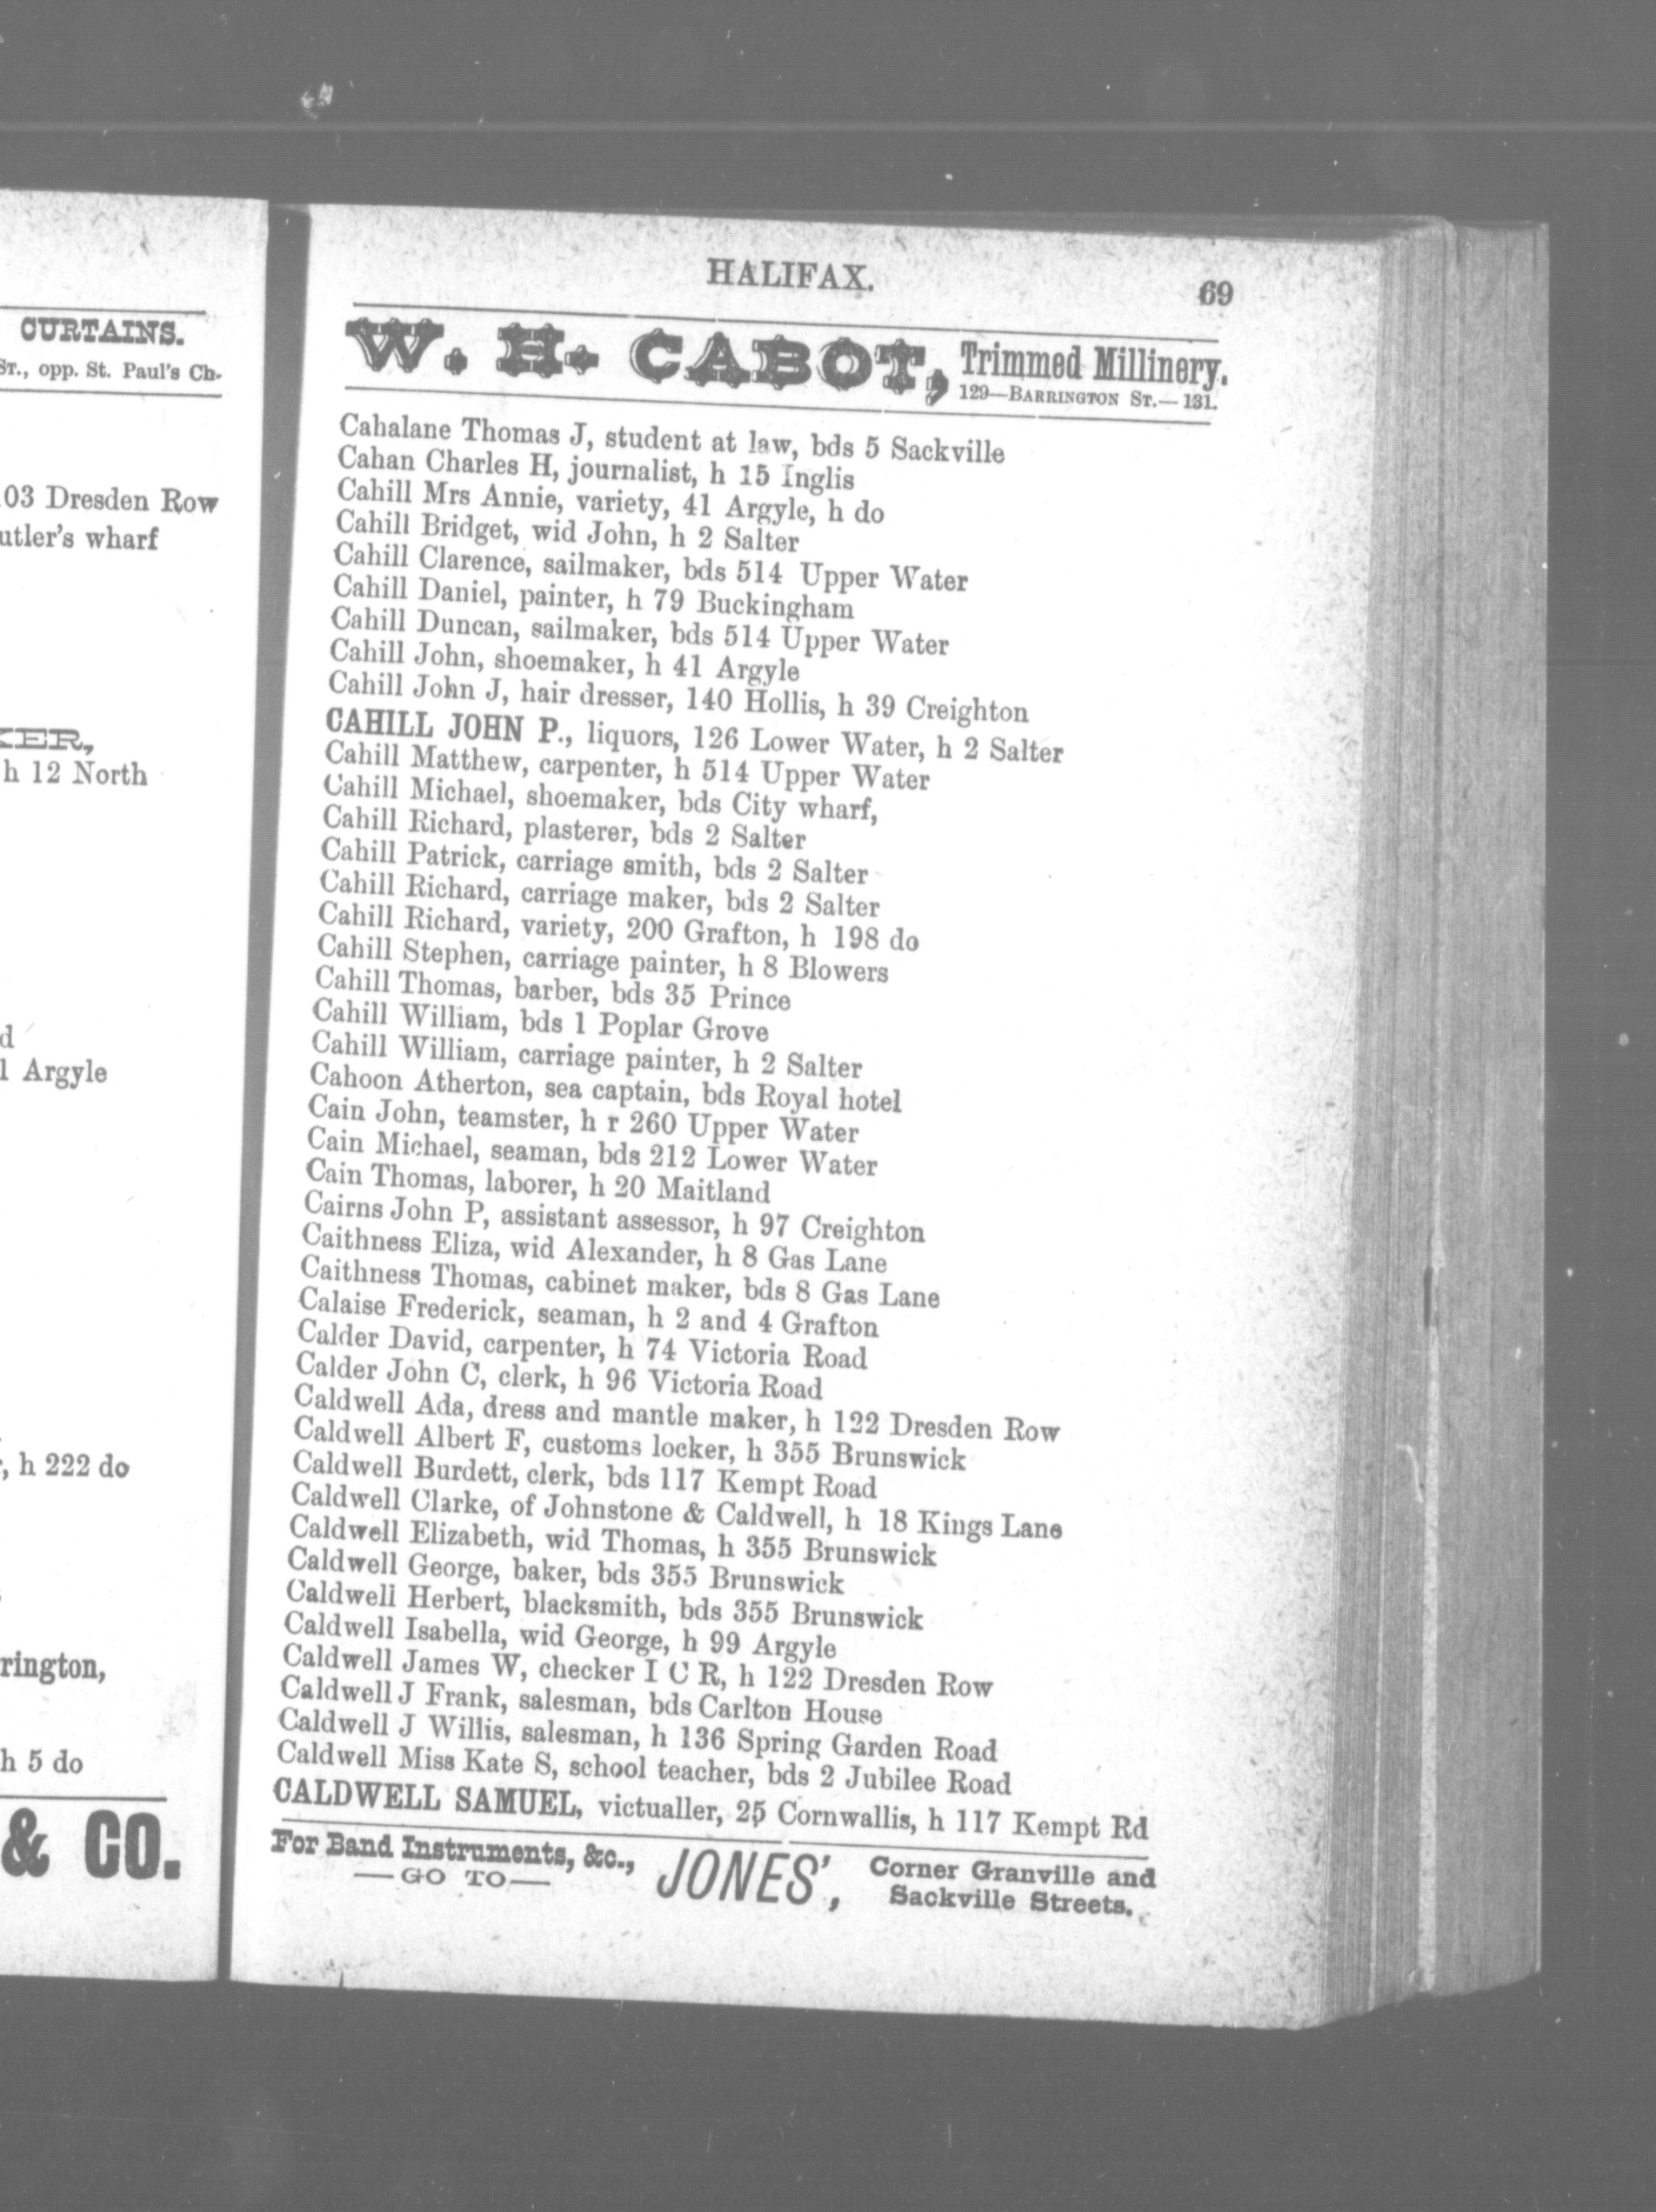 CURTAINS.
ST., opp. St. Paul's Ch.
03 Dresden Row
utler's wharf
KER,
h 12 North
d
1 Argyle
, h 222 do
rington,
h 5 do
& CO.
HALIFAX. 69
W. H. CABOT, Trimmed Millinery.
129—BARRINGTON ST.—131.
Cahalane Thomas J, student at law, bds 5 Sackville
Cahan Charles H, journalist, h 15 Inglis
Cahill Mrs Annie, variety, 41 Argyle, h do
Cahill Bridget, wid John, h 2 Salter
Cahill Clarence, sailmaker, bds 514 Upper Water
Cahill Daniel, painter, h 79 Buckingham
Cahill Duncan, sailmaker, bds 514 Upper Water
Cahill John, shoemaker, h 41 Argyle
Cahill John J, hair dresser, 140 Hollis, h 39 Creighton
CAHILL JOHN P., liquors, 126 Lower Water, h 2 Salter
Cahill Matthew, carpenter, h 514 Upper Water
Cahill Michael, shoemaker, bds City wharf,
Cahill Richard, plasterer, bds 2 Salter
Cahill Patrick, carriage smith, bds 2 Salter
Cahill Richard, carriage maker, bds 2 Salter
Cahill Richard, variety, 200 Grafton, h 198 do
Cahill Stephen, carriage painter, h 8 Blowers
Cahill Thomas, barber, bds 35 Prince
Cahill William, bds 1 Poplar Grove
Cahill William, carriage painter, h 2 Salter
Cahoon Atherton, sea captain, bds Royal hotel
Cain John, teamster, h r 260 Upper Water
Cain Michael, seaman, bds 212 Lower Water
Cain Thomas, laborer, h 20 Maitland
Cairns John P, assistant assessor, h 97 Creighton
Caithness Eliza, wid Alexander, h 8 Gas Lane
Caithness Thomas, cabinet maker, bds 8 Gas Lane
Calaise Frederick, seaman, h 2 and 4 Grafton
Calder David, carpenter, h 74 Victoria Road
Calder John C, clerk, h 96 Victoria Road
Caldwell Ada, dress and mantle maker, h 122 Dresden Row
Caldwell Albert F, customs locker, h 355 Brunswick
Caldwell Burdett, clerk, bds 117 Kempt Road
Caldwell Clarke, of Johnstone & Caldwell, h 18 Kings Lane
Caldwell Elizabeth, wid Thomas, h 355 Brunswick
Caldwell George, baker, bds 355 Brunswick
Caldwell Herbert, blacksmith, bds 355 Brunswick
Caldwell Isabella, wid George, h 99 Argyle
Caldwell James W, checker I C R, h 122 Dresden Row
Caldwell J Frank, salesman, bds Carlton House
Caldwell J Willis, salesman, h 136 Spring Garden Road
Caldwell Miss Kate S, school teacher, bds 2 Jubilee Road
CALDWELL SAMUEL, victualler, 25 Cornwallis, h 117 Kempt Rd
For Band Instruments, &c.,
—GO TO—
JONES',
Corner Granville and
Sackville Streets.